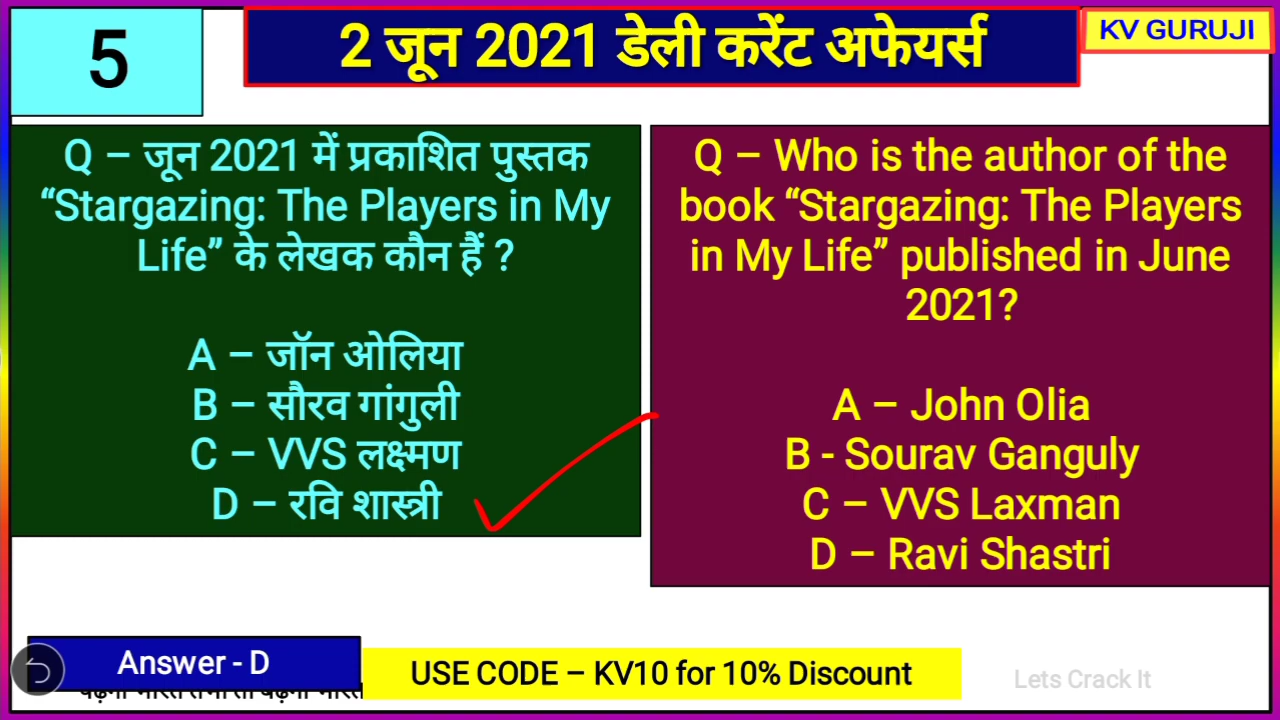 5
2 जून 2021 डेली करेंट अफेयर्स
KV GURUJI
Q – जून 2021 में प्रकाशित पुस्तक
“Stargazing: The Players in My
Life” के लेखक कौन हैं ?
A – जॉन ओलिया
B – सौरव गांगुली
C – VVS लक्ष्मण
D – रवि शास्त्री
Q – Who is the author of the
book “Stargazing: The Players
in My Life” published in June
2021?
A – John Olia
B - Sourav Ganguly
C – VVS Laxman
D – Ravi Shastri
Answer - D
USE CODE – KV10 for 10% Discount
Lets Crack It